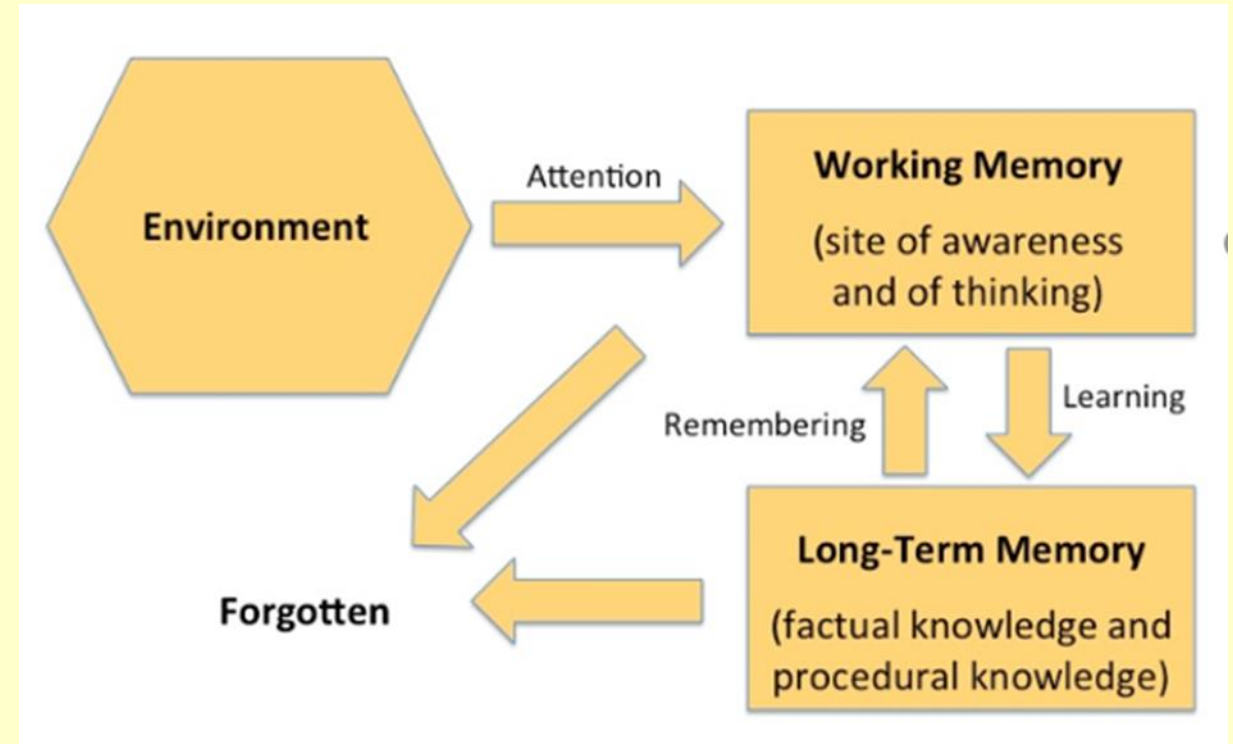 Environment
Attention
Working Memory
(site of awareness
and of thinking)
Remembering
Learning
Forgotten
Long-Term Memory
(factual knowledge and
procedural knowledge)